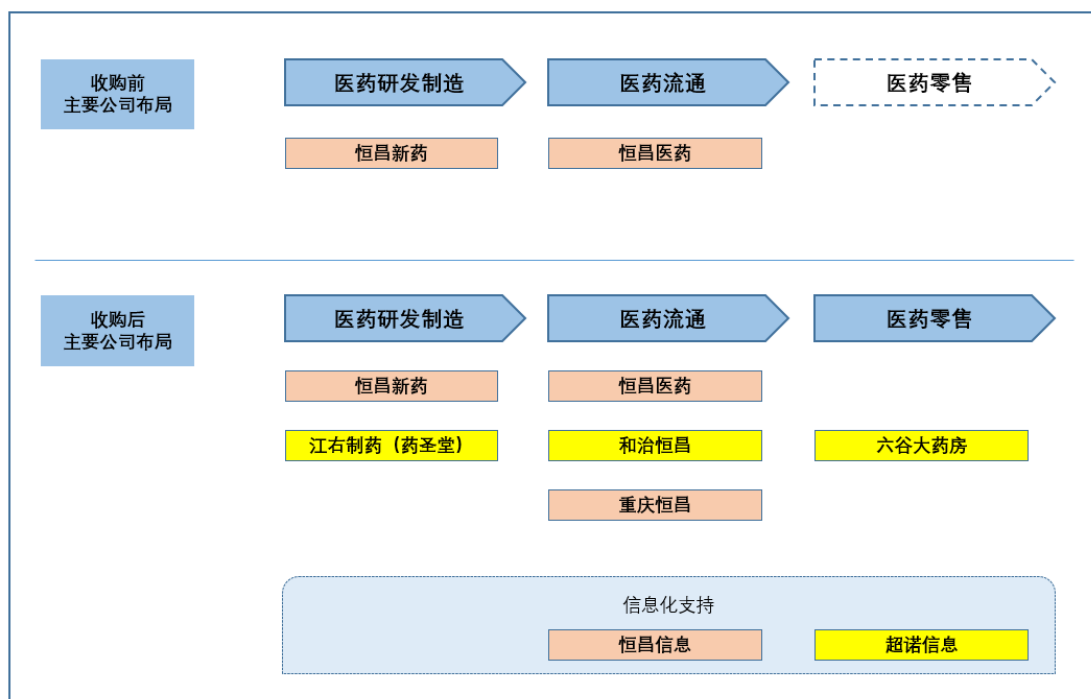 收购前
主要公司布局
医药研发制造
医药流通
医药零售
恒昌新药
恒昌医药
收购后
主要公司布局
医药研发制造
医药流通
医药零售
恒昌新药
恒昌医药
江右制药（药圣堂）
和治恒昌
六谷大药房
重庆恒昌
信息化支持
恒昌信息
超诺信息